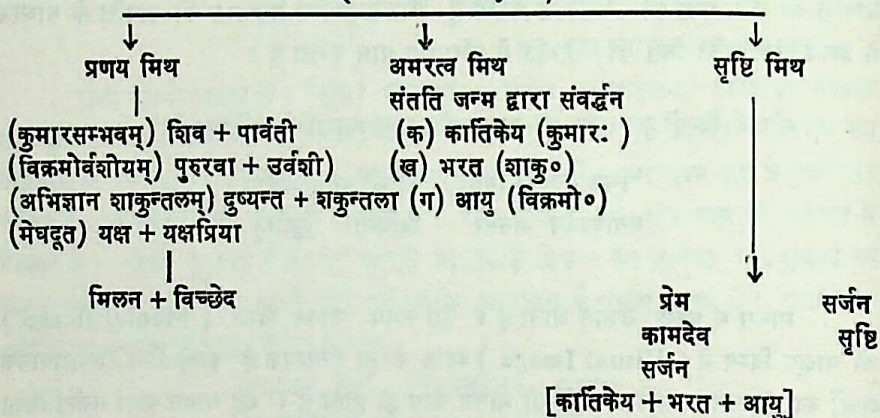 प्रणय मिथ अमरत्व मिथ सृष्टि मिथ
संतति जन्म द्वारा संवर्द्धन
(कुमारसम्भवम्) शिव + पार्वती (क) कार्तिकेय (कुमार: )
(विक्रमोर्वशीयम्) पुरुरवा + उर्वशी) (ख) भरत (शाकु०)
(अभिज्ञान शाकुन्तलम्) दुष्यन्त + शकुन्तला (ग) आयु (विक्रमो०)
(मेघदूत) यक्ष + यक्षप्रिया
मिलन + विच्छेद प्रेम सर्जन
कामदेव सृष्टि
सर्जन
[कार्तिकेय + भरत + आयु]